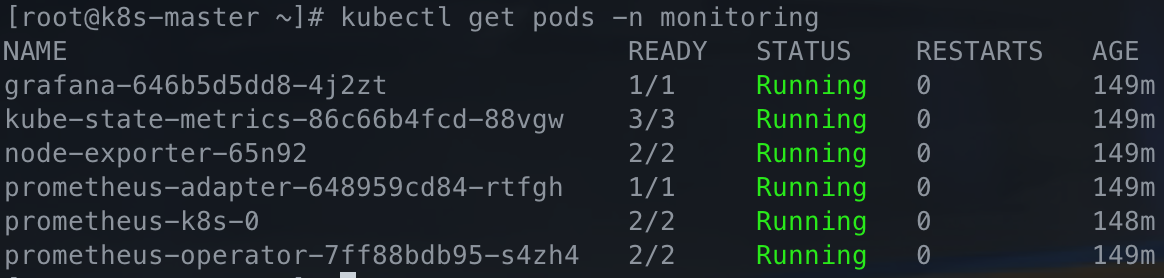 [root@k8s-master ~]# kubectl get pods -n monitoring
NAME READY STATUS RESTARTS AGE
grafana-646b5d5dd8-4j2zt 1/1 Running 0 149m
kube-state-metrics-86c66b4fcd-88vgw 3/3 Running 0 149m
node-exporter-65n92 2/2 Running 0 149m
prometheus-adapter-648959cd84-rtfgh 1/1 Running 0 149m
prometheus-k8s-0 2/2 Running 0 148m
prometheus-operator-7ff88bdb95-s4zh4 2/2 Running 0 149m